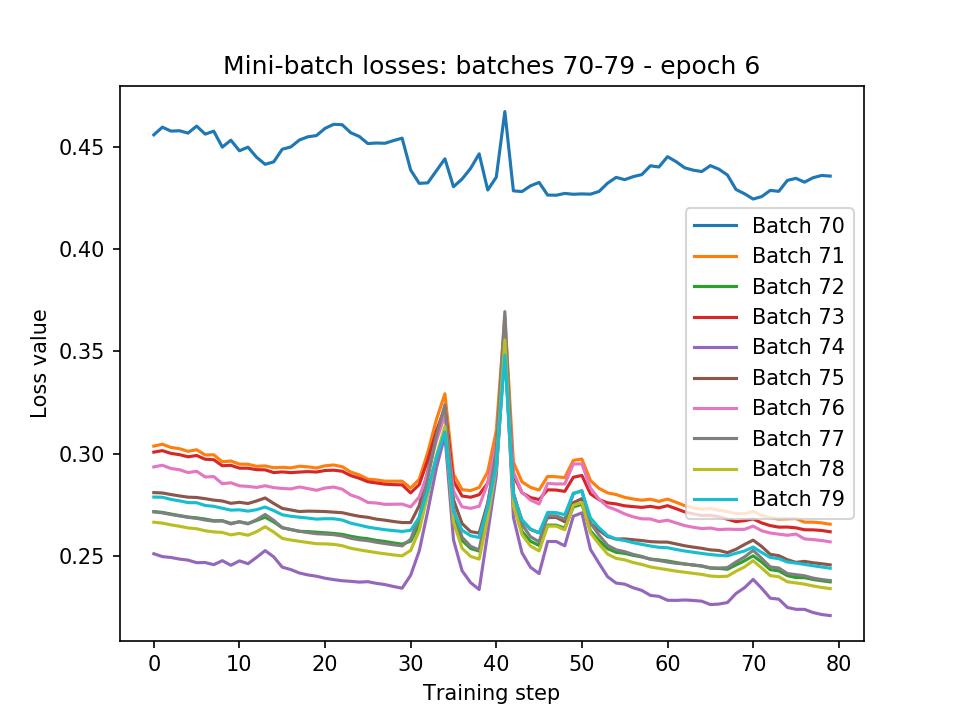 Mini-batch losses: batches 70-79 - epoch 6
Loss value
0.45
0.40
0.35
0.30
0.25
Batch 70
Batch 71
Batch 72
Batch 73
Batch 74
Batch 75
Batch 76
Batch 77
Batch 78
Batch 79
0 10 20 30 40 50 60 70 80
Training step